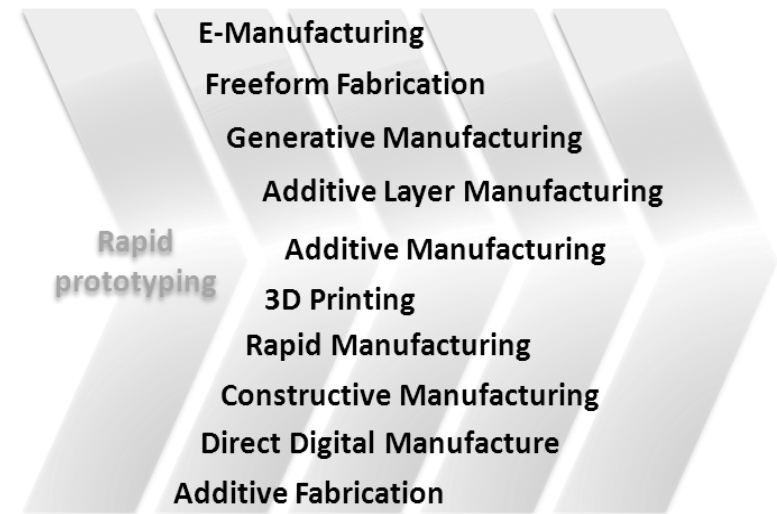 E-Manufacturing
Freeform Fabrication
Generative Manufacturing
Additive Layer Manufacturing
Rapid
prototyping
Additive Manufacturing
3D Printing
Rapid Manufacturing
Constructive Manufacturing
Direct Digital Manufacture
Additive Fabrication